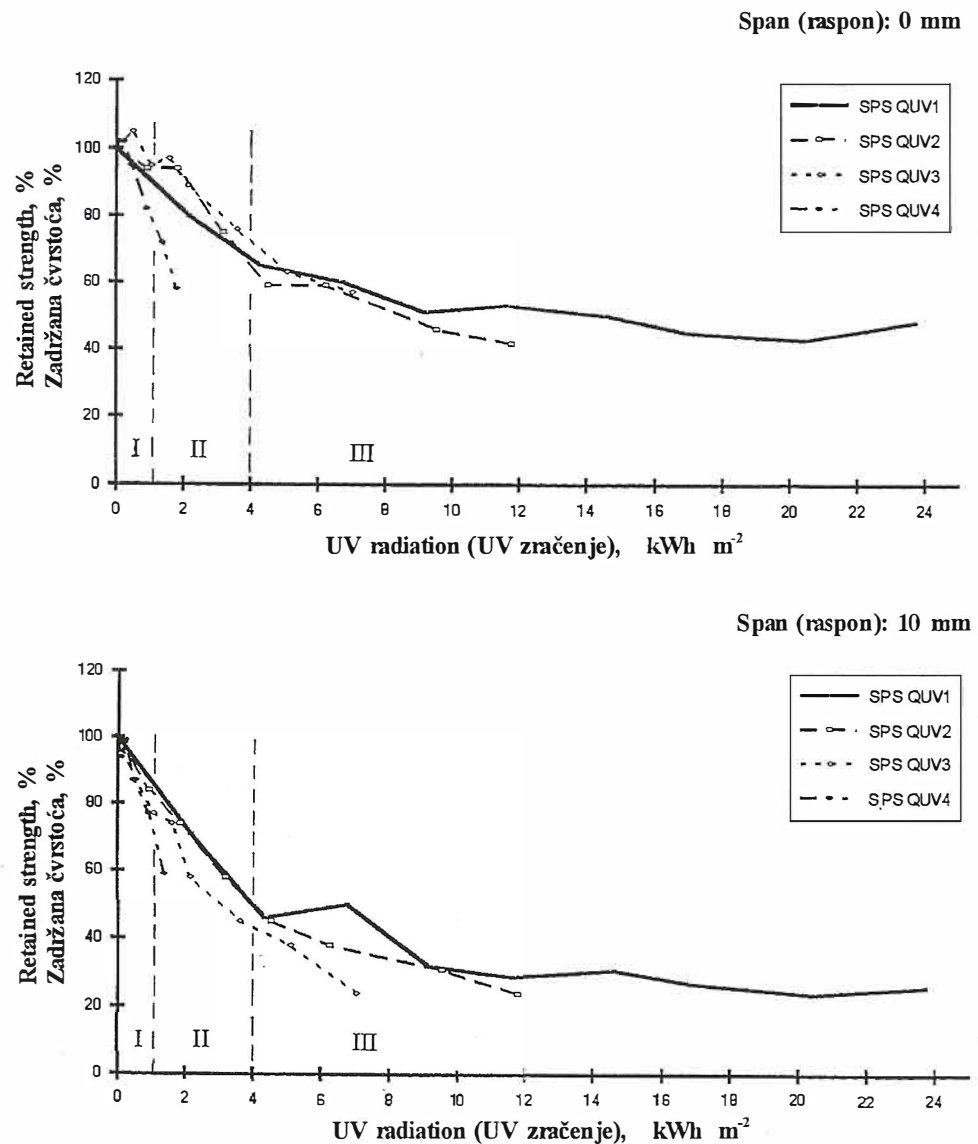 Span (raspon): 0 mm
120
100
80
60
40
20
0
Retained strength, %
Zadržana čvrstoća, %
SPS QUV1
SPS QUV2
SPS QUV3
SPS QUV4
I II III
0 2 4 6 8 10 12 14 16 18 20 22 24
UV radiation (UV zračenje), kWh m⁻²
Span (raspon): 10 mm
120
100
80
60
40
20
0
Retained strength, %
Zadržana čvrstoća, %
SPS QUV1
SPS QUV2
SPS QUV3
SPS QUV4
I II III
0 2 4 6 8 10 12 14 16 18 20 22 24
UV radiation (UV zračenje), kWh m⁻²